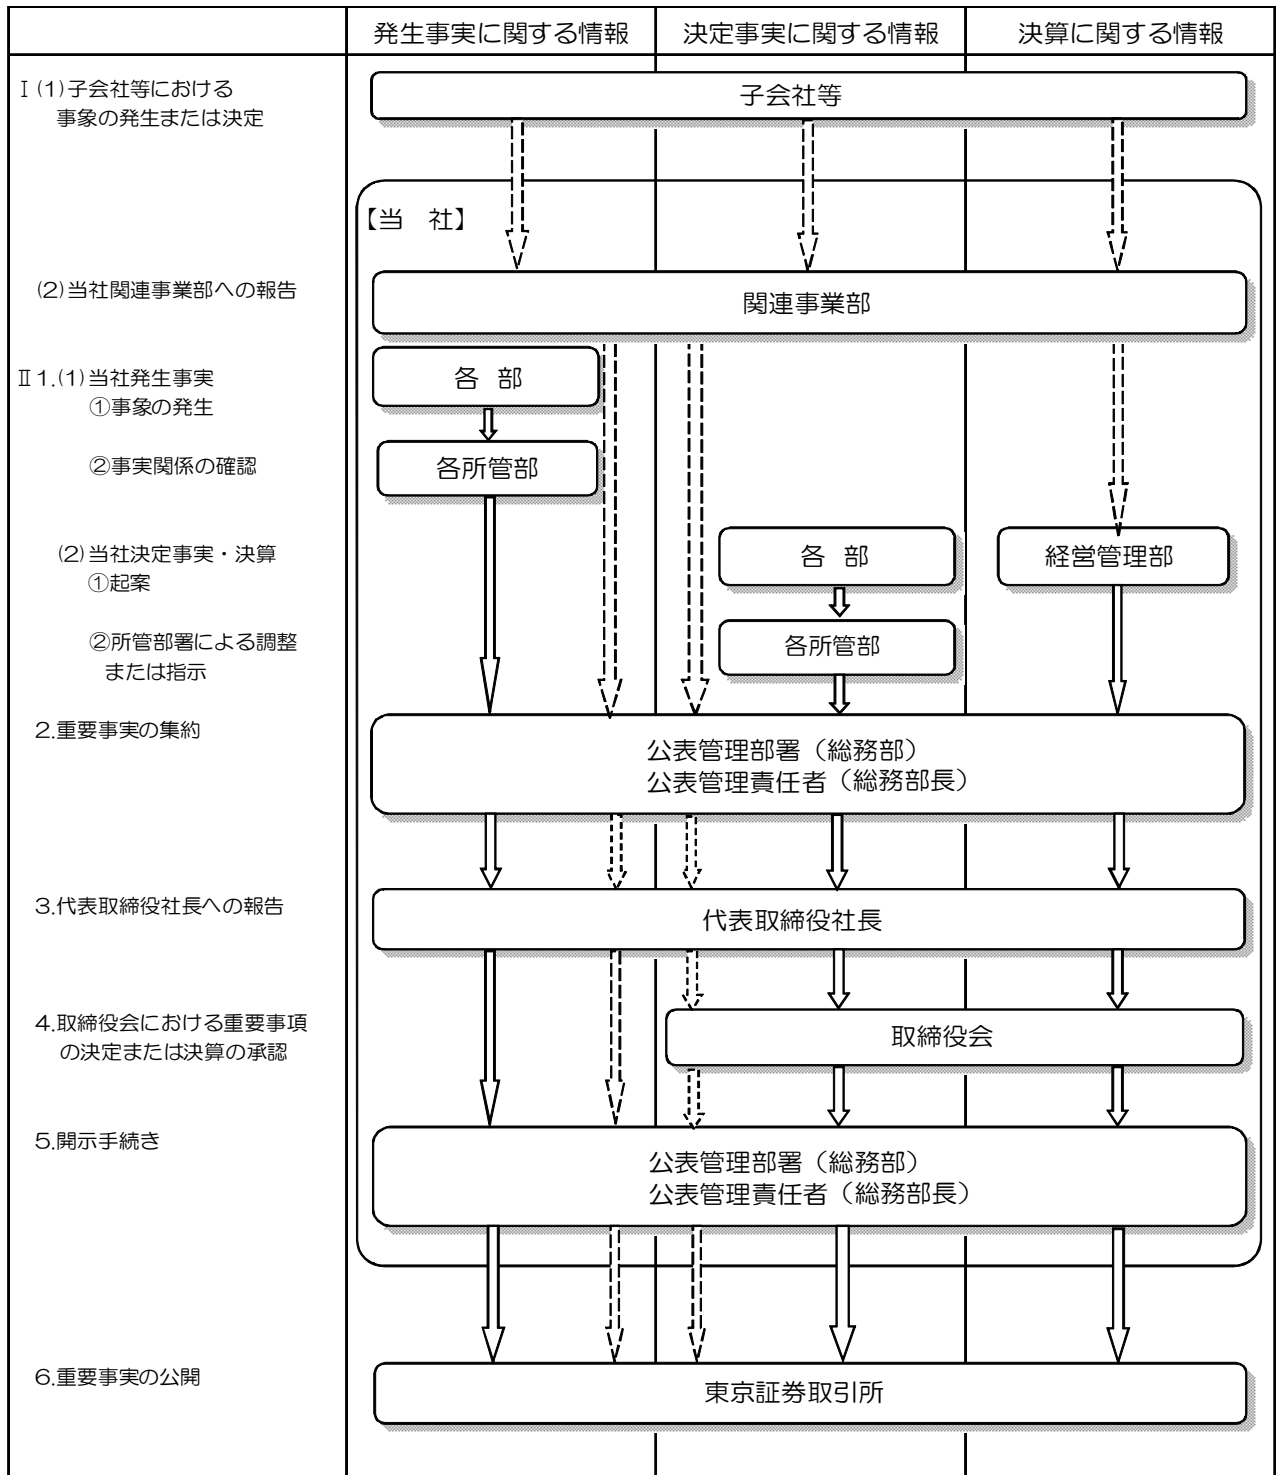 発生事実に関する情報
決定事実に関する情報
決算に関する情報
Ⅰ(1)子会社等における
事象の発生または決定
子会社等
【当　社】
(2)当社関連事業部への報告
関連事業部
Ⅱ1.(1)当社発生事実
①事象の発生
各　部
②事実関係の確認
各所管部
(2)当社決定事実・決算
①起案
各　部
経営管理部
②所管部署による調整
または指示
各所管部
2.重要事実の集約
公表管理部署（総務部）
公表管理責任者（総務部長）
3.代表取締役社長への報告
代表取締役社長
4.取締役会における重要事項
の決定または決算の承認
取締役会
5.開示手続き
公表管理部署（総務部）
公表管理責任者（総務部長）
6.重要事実の公開
東京証券取引所